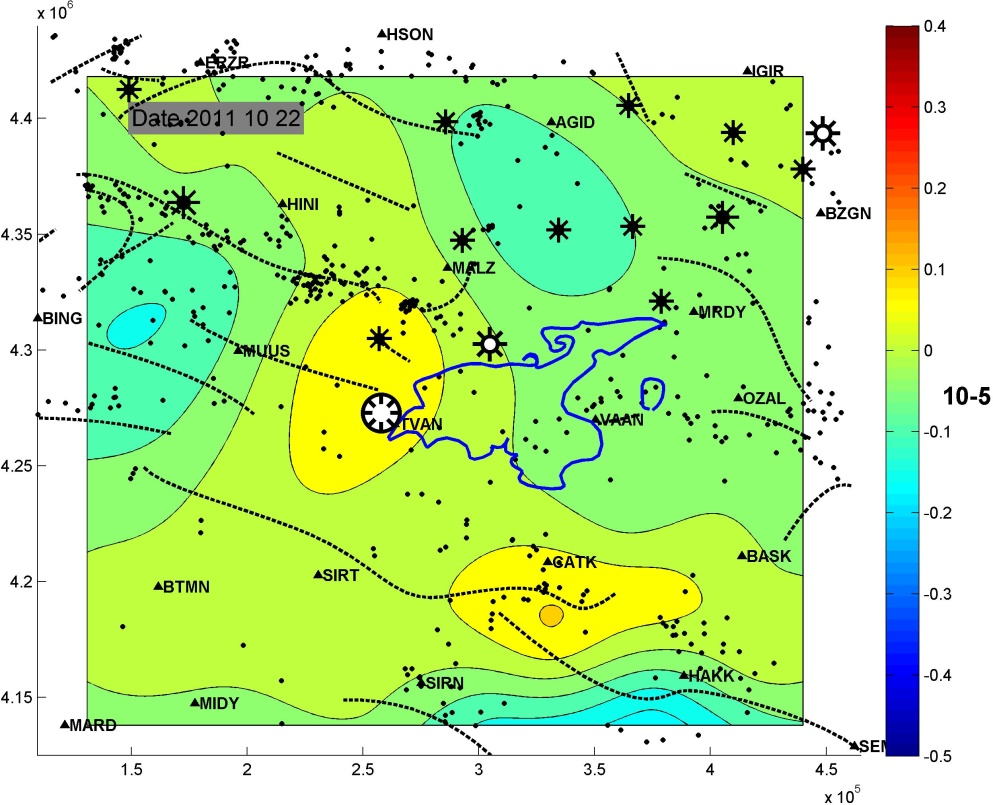 x 10^6
HSON
ERZR
IGIR
Date 2011 10 22
AGID
HINI
BZGN
MALZ
BING
MRDY
MUUS
OZAL
TVAN
VAAN
BASK
CATK
SIRT
BTMN
HAKK
SIRN
MIDY
MARD
SEM
4.4
4.35
4.3
4.25
4.2
4.15
1.5 2 2.5 3 3.5 4 4.5
x 10^5
0.4
0.3
0.2
0.1
0
-0.1
-0.2
-0.3
-0.4
-0.5
10-5